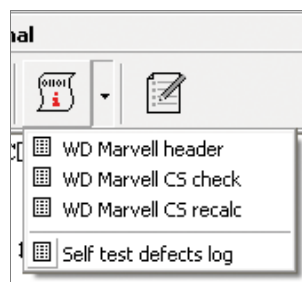 nal
WD Marvell header
WD Marvell CS check
WD Marvell CS recalc
Self test defects log